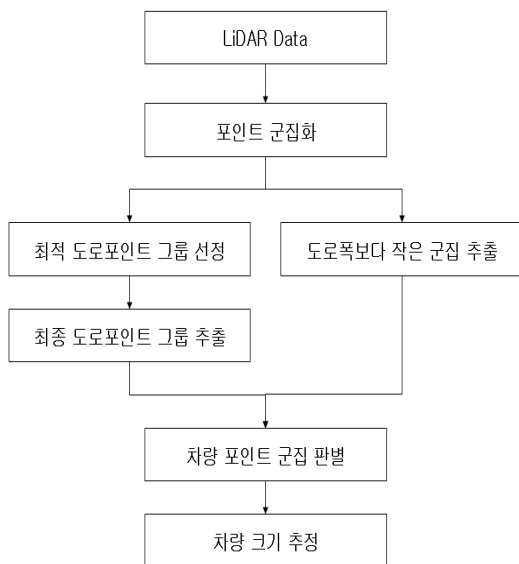 LiDAR Data
포인트 군집화
최적 도로포인트 그룹 선정
도로폭보다 작은 군집 추출
최종 도로포인트 그룹 추출
차량 포인트 군집 판별
차량 크기 추정